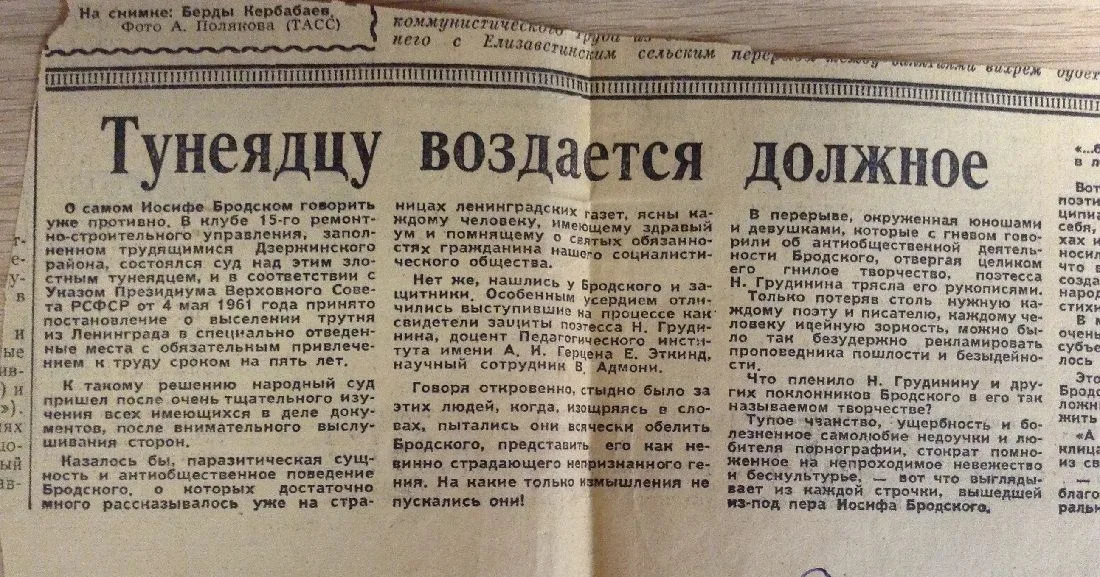 На снимке: Берды Кербабаев.
Фото А. Полякова (ТАСС)
коммунистического труда из
него с Елизаветинским сельским
Тунеядцу воздается должное
О самом Иосифе Бродском говорить
уже противно. В клубе 15-го ремонт-
но-строительного управления, запол-
ненном трудящимися Дзержинского
района, состоялся суд над этим зло-
стным тунеядцем, и в соответствии с
Указом Президиума Верховного Сове-
та РСФСР от 4 мая 1961 года принято
постановление о выселении трутня
из Ленинграда в специально отведен-
ные места с обязательным привлече-
нием к труду сроком на пять лет.
К такому решению народный суд
пришел после очень тщательного изу-
чения всех имеющихся в деле доку-
ментов, после внимательного выслу-
шивания сторон.
Казалось бы, паразитическая сущ-
ность и антиобщественное поведение
Бродского, о которых достаточно
много рассказывалось уже на стра-
ницах ленинградских газет, ясны ка-
ждому человеку, имеющему здравый
ум и помнящему о святых обязанно-
стях гражданина нашего социалисти-
ческого общества.
Нет же, нашлись у Бродского и за-
щитники. Особенным усердием отли-
чились выступившие на процессе как
свидетели защиты поэтесса Н. Груди-
нина, доцент Педагогического инсти-
тута имени А. И. Герцена Е. Эткинд,
научный сотрудник В. Адмони.
Говоря откровенно, стыдно было за
этих людей, когда, изощряясь в сло-
вах, пытались они всячески обелить
Бродского, представить его как не-
винно страдающего непризнанного ге-
ния. На какие только измышления не
пускались они!
В перерыве, окруженная юношами
и девушками, которые с гневом гово-
рили об антиобщественной деятель-
ности Бродского, отвергая целиком
его гнилое творчество, поэтесса
Н. Грудинина трясла его рукописями.
Только потеряв столь нужную ка-
ждому поэту и писателю, каждому че-
ловеку идейную зоркость, можно бы-
ло так безудержно рекламировать
проповедника пошлости и безыдейно-
сти.
Что пленило Н. Грудинину и дру-
гих поклонников Бродского в его так
называемом творчестве?
Тупое чванство, ущербность и бо-
лезненное самолюбие недоучки и лю-
бителя порнографии, стократ помно-
женное на непроходимое невежество
и бескультурье, — вот что выгляды-
вает из каждой строчки, вышедшей
из-под пера Иосифа Бродского.